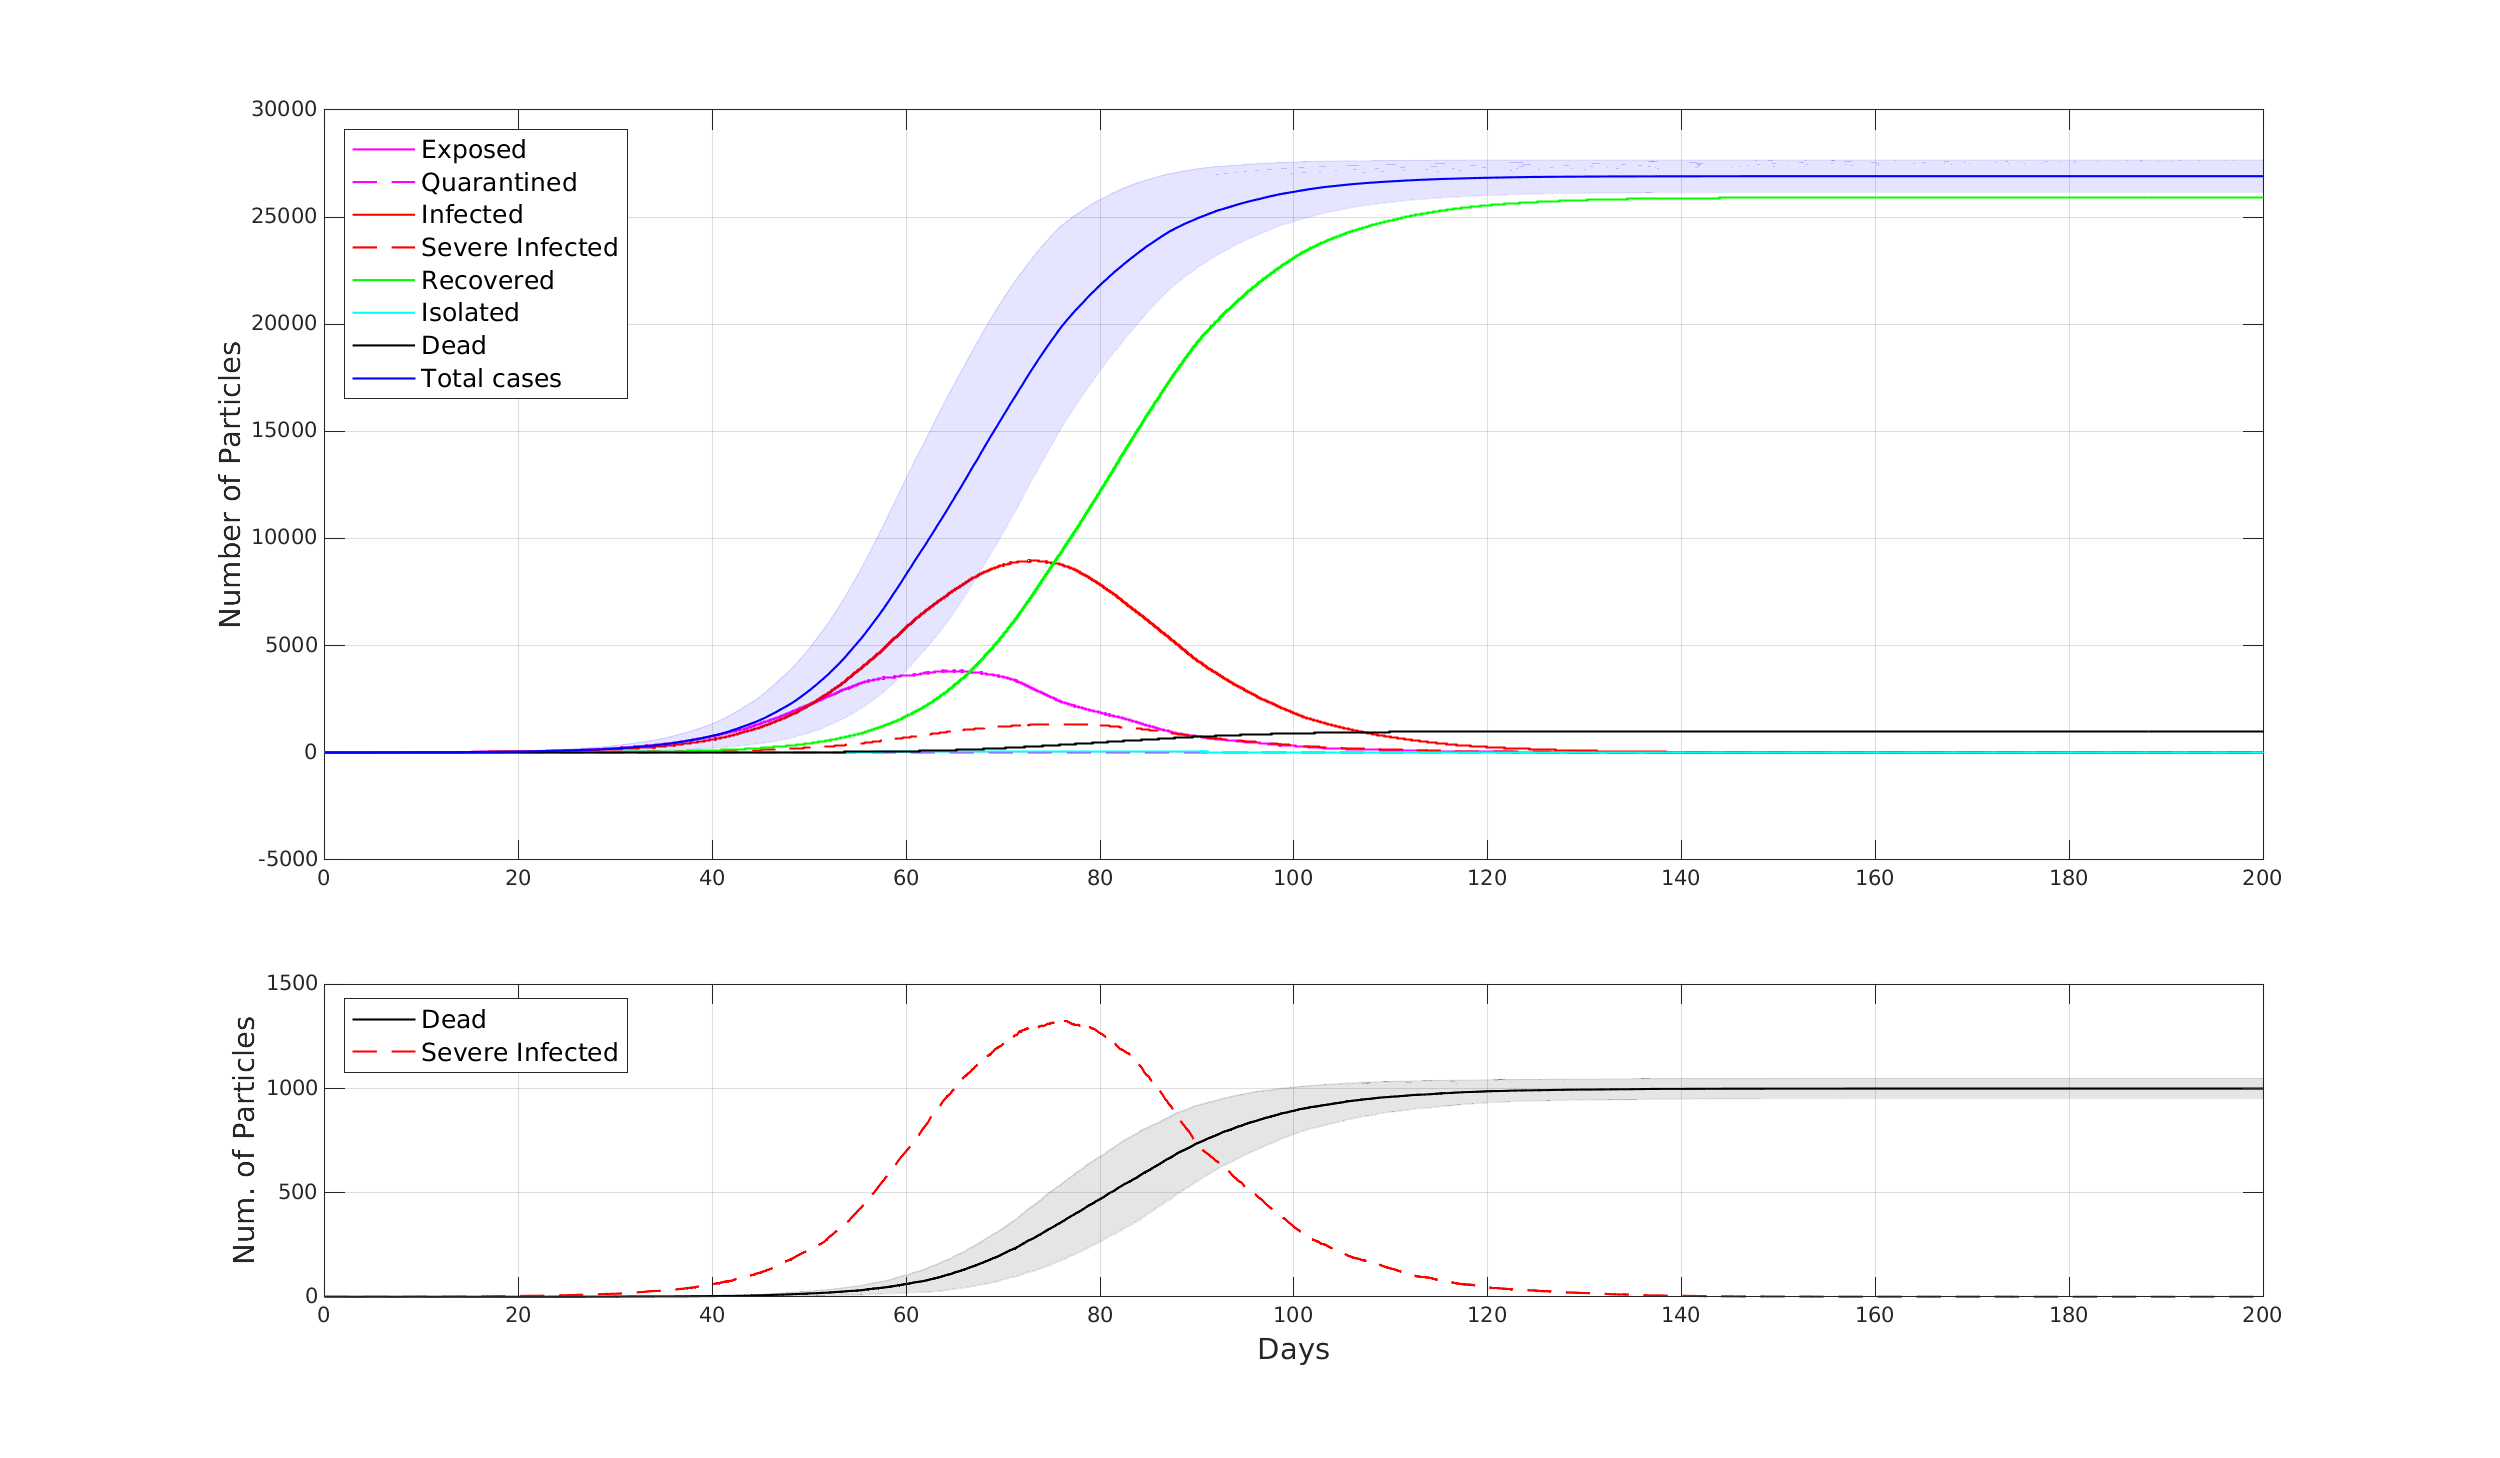 30000
25000
20000
15000
10000
5000
0
-5000
Number of Particles
Exposed
Quarantined
Infected
Severe Infected
Recovered
Isolated
Dead
Total cases
0 20 40 60 80 100 120 140 160 180 200
1500
1000
500
0
Num. of Particles
Dead
Severe Infected
0 20 40 60 80 100 120 140 160 180 200
Days